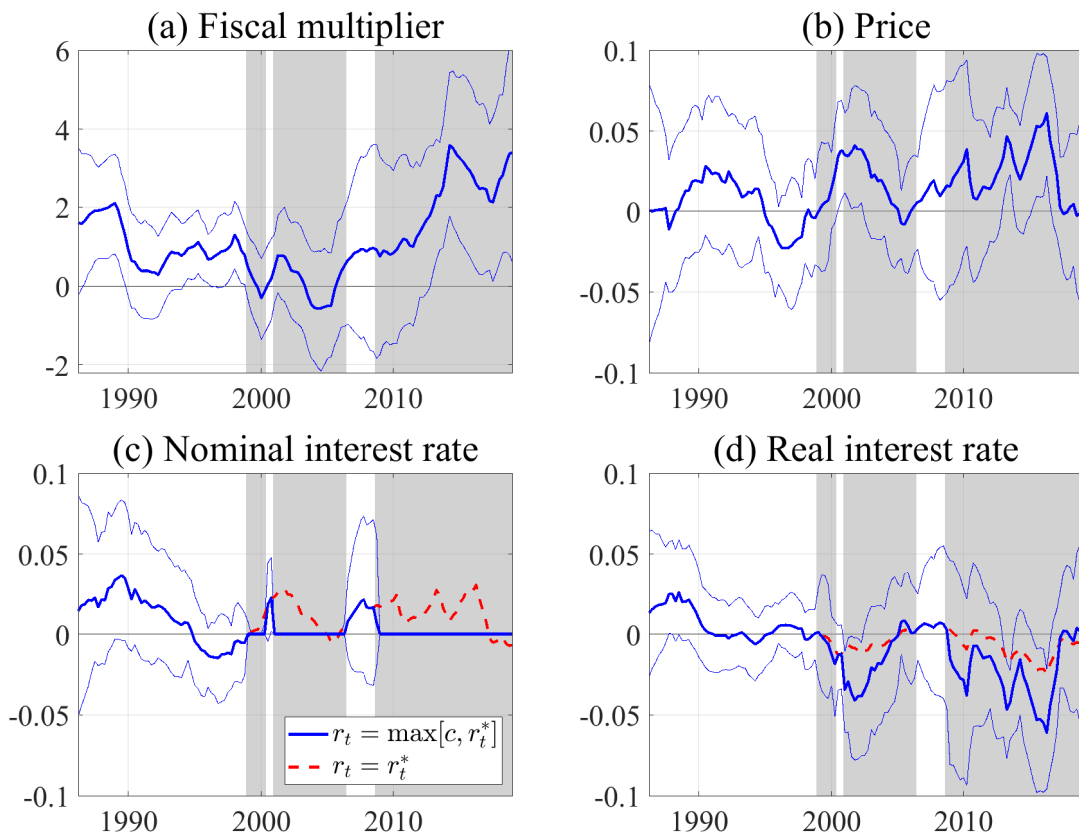 (a) Fiscal multiplier
6
4
2
0
-2
1990 2000 2010
(b) Price
0.1
0.05
0
-0.05
-0.1
1990 2000 2010
(c) Nominal interest rate
0.1
0.05
0
-0.05
-0.1
1990 2000 2010
r_t = max[c, r_t^*]
r_t = r_t^*
(d) Real interest rate
0.1
0.05
0
-0.05
-0.1
1990 2000 2010